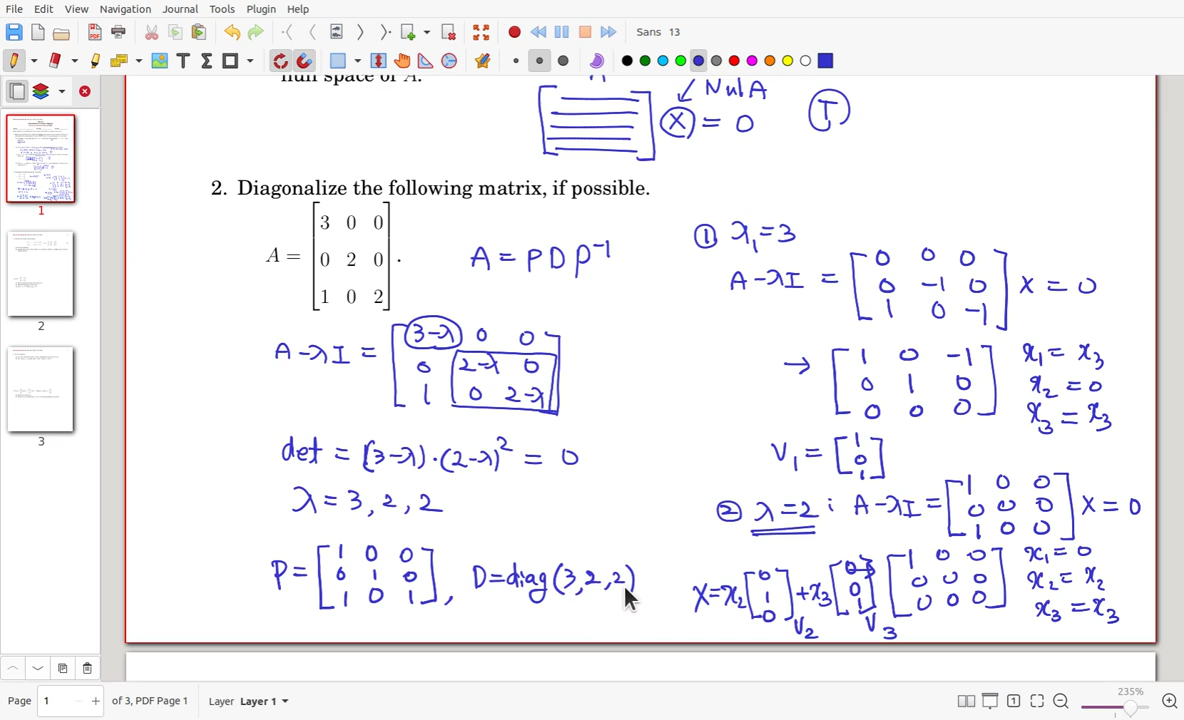 File Edit View Navigation Journal Tools Plugin Help
Sans 13
1
2
3
null space of A.
A
Nul A
[ ] X = 0 (T)
2. Diagonalize the following matrix, if possible.
A = [3 0 0
0 2 0
1 0 2] .
A = P D P⁻¹
A-λI = [3-λ 0 0
0 2-λ 0
1 0 2-λ]
det = (3-λ)·(2-λ)² = 0
λ = 3, 2, 2
P = [1 0 0
0 1 0
1 0 1], D=diag(3,2,2)
① λ₁=3
A-λI = [0 0 0
0 -1 0
1 0 -1] X = 0
→ [1 0 -1
0 1 0
0 0 0]
x₁ = x₃
x₂ = 0
x₃ = x₃
V₁ = [1
0
1]
② λ=2 : A-λI = [1 0 0
0 0 0
1 0 0] X = 0
[1 0 0
0 0 0
0 0 0]
x₁ = 0
x₂ = x₂
x₃ = x₃
X = x₂ [0
1
0] + x₃ [0
0
1]
V₂ V₃
Page 1 of 3, PDF Page 1 Layer Layer 1
235%